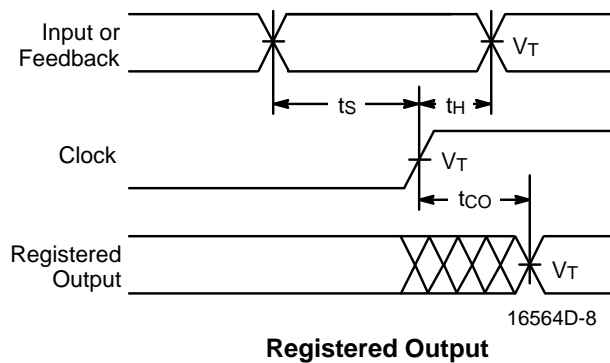 Input or
Feedback
VT
tS
tH
Clock
VT
tCO
Registered
Output
VT
16564D-8
Registered Output